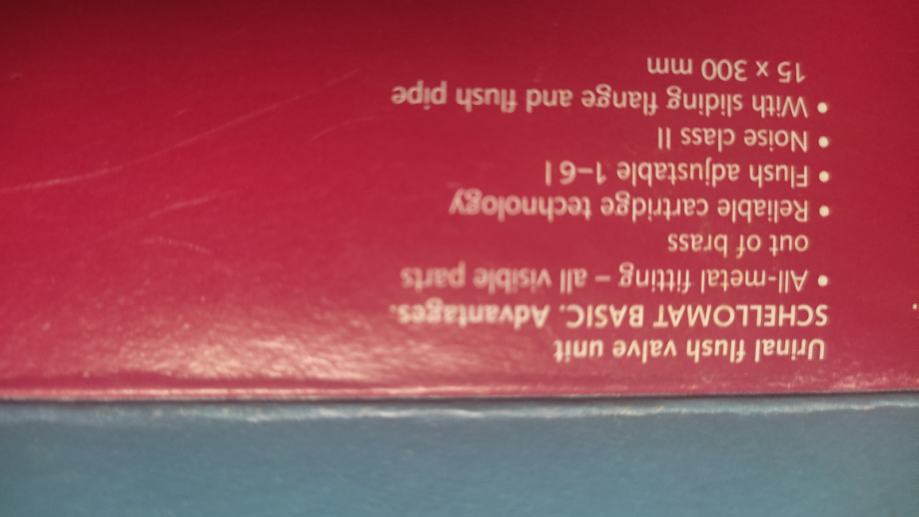 Urinal flush valve unit
SCHELLOMAT BASIC. Advantages.
• All-metal fitting – all visible parts
out of brass
• Reliable cartridge technology
• Flush adjustable 1–6 l
• Noise class II
• With sliding flange and flush pipe
15 x 300 mm